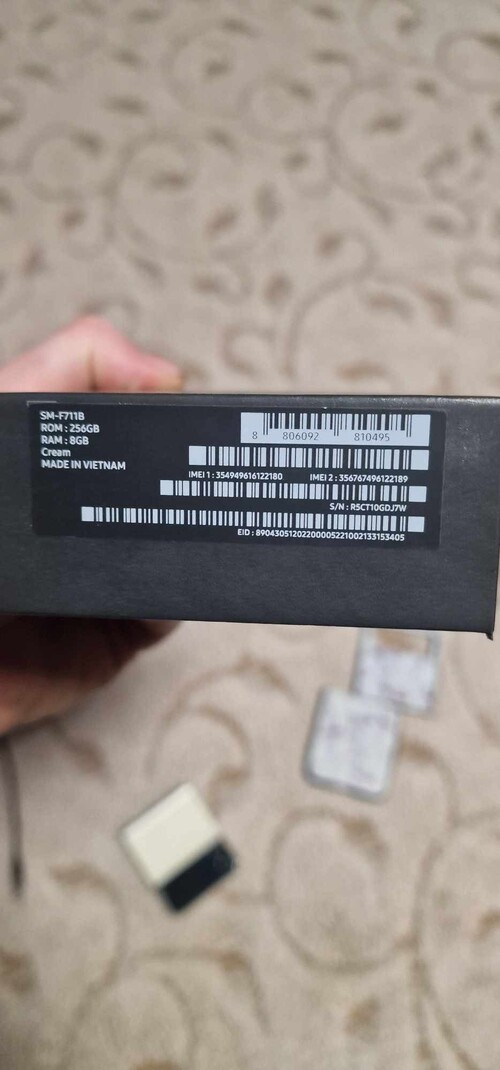 SM-F711B
ROM : 256GB
RAM : 8GB
Cream
MADE IN VIETNAM
8 806092 810495
IMEI 1 : 354949616122180 IMEI 2 : 356767496122189
S/N : R5CT10GDJ7W
EID : 89043051202200005221002133153405